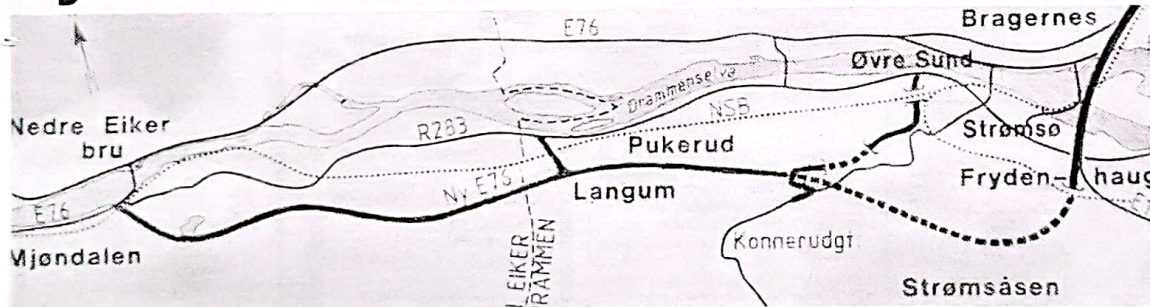 Bragernes
E76
Øvre Sund
Drammenselva
NSB
Nedre Eiker
bru
R283
Strømsø
Pukerud
Fryden-haug
Ny E76
Langum
E76
Mjøndalen
Konnerudgt.
EIKER
DRAMMEN
Strømsåsen